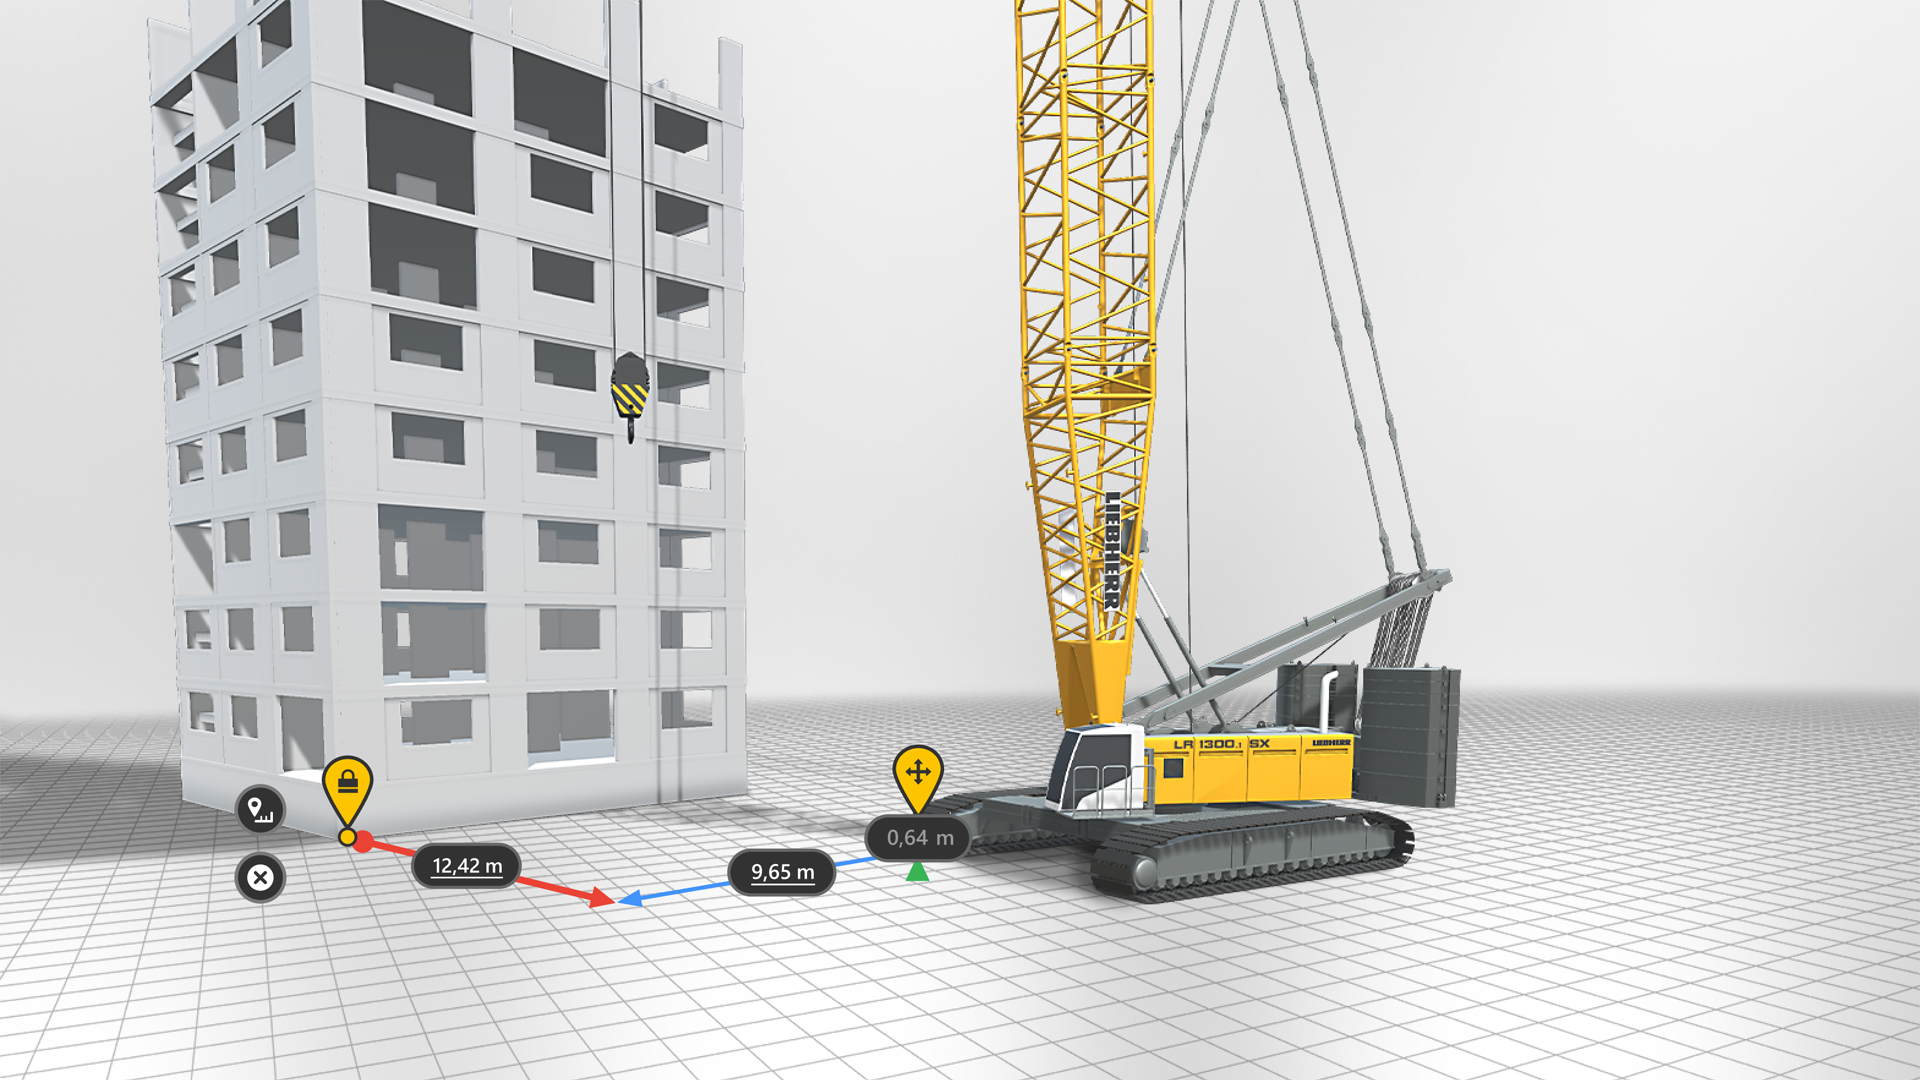 LIEBHERR
LR 1300.1 SX
LIEBHERR
0,64 m
12,42 m
9,65 m